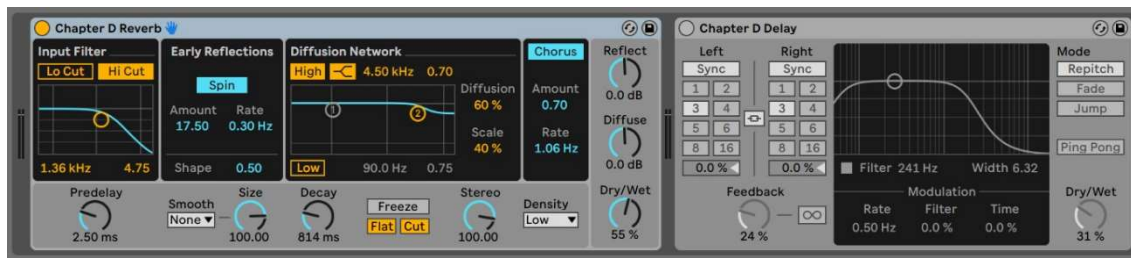 Chapter D Reverb
Input Filter
Lo Cut Hi Cut
1.36 kHz 4.75
Early Reflections
Spin
Amount Rate
17.50 0.30 Hz
Shape 0.50
Diffusion Network
High 4.50 kHz 0.70
1 2
Diffusion
60 %
Scale
40 %
Low 90.0 Hz 0.75
Chorus
Amount
0.70
Rate
1.06 Hz
Reflect
0.0 dB
Diffuse
0.0 dB
Dry/Wet
55 %
Predelay
2.50 ms
Smooth
None
Size
100.00
Decay
814 ms
Freeze
Flat Cut
Stereo
100.00
Density
Low
Chapter D Delay
Left Right
Sync Sync
1 2 1 2
3 4 3 4
5 6 5 6
8 16 8 16
0.0 % 0.0 %
Feedback
24 %
Filter 241 Hz Width 6.32
Modulation
Rate Filter Time
0.50 Hz 0.0 % 0.0 %
Mode
Repitch
Fade
Jump
Ping Pong
Dry/Wet
31 %